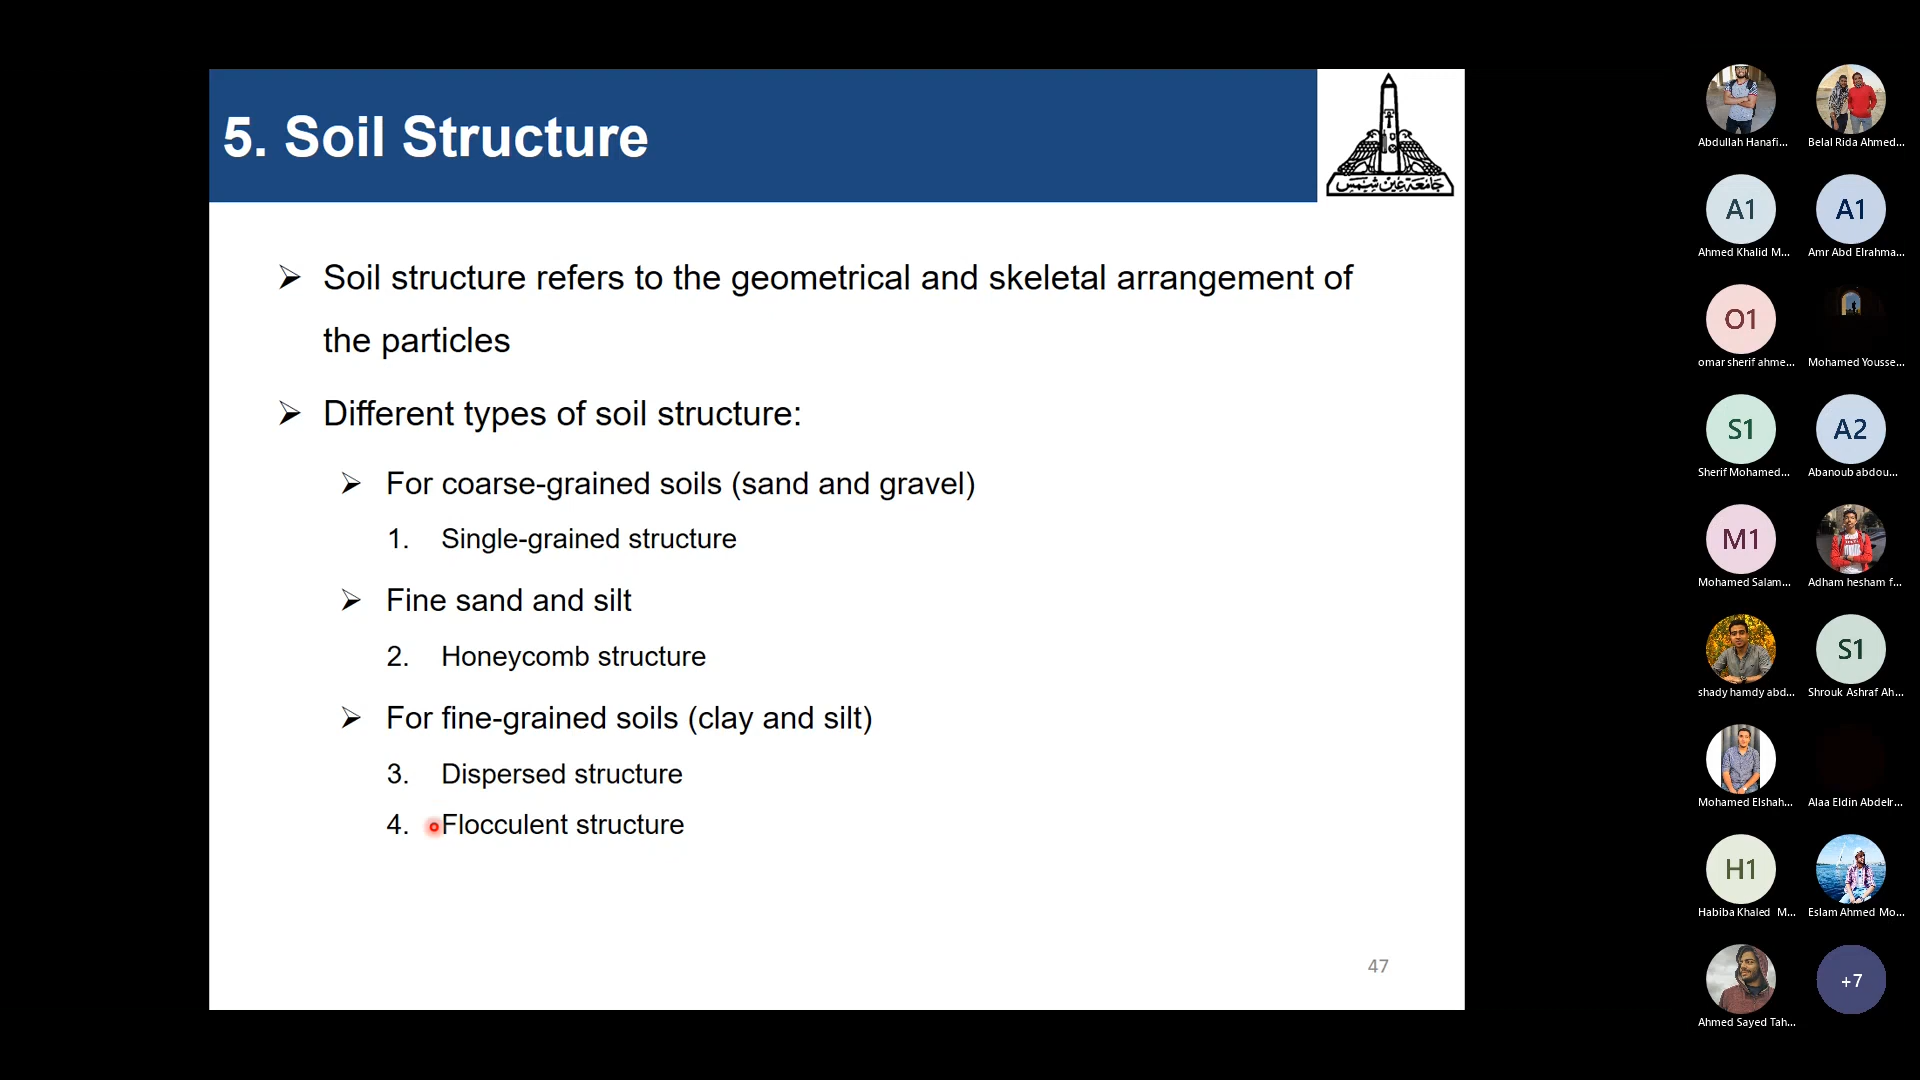 5. Soil Structure
جامعة عين شمس
➢ Soil structure refers to the geometrical and skeletal arrangement of
the particles
➢ Different types of soil structure:
➢ For coarse-grained soils (sand and gravel)
1. Single-grained structure
➢ Fine sand and silt
2. Honeycomb structure
➢ For fine-grained soils (clay and silt)
3. Dispersed structure
4. Flocculent structure
47
Abdullah Hanafi...
Belal Rida Ahmed...
A1
A1
Ahmed Khalid M...
Amr Abd Elrahma...
O1
omar sherif ahme...
Mohamed Yousse...
S1
A2
Sherif Mohamed...
Abanoub abdou...
M1
Mohamed Salam...
Adham hesham f...
S1
shady hamdy abd...
Shrouk Ashraf Ah...
Mohamed Elshah...
Alaa Eldin Abdelr...
H1
Habiba Khaled M...
Eslam Ahmed Mo...
+7
Ahmed Sayed Tah...